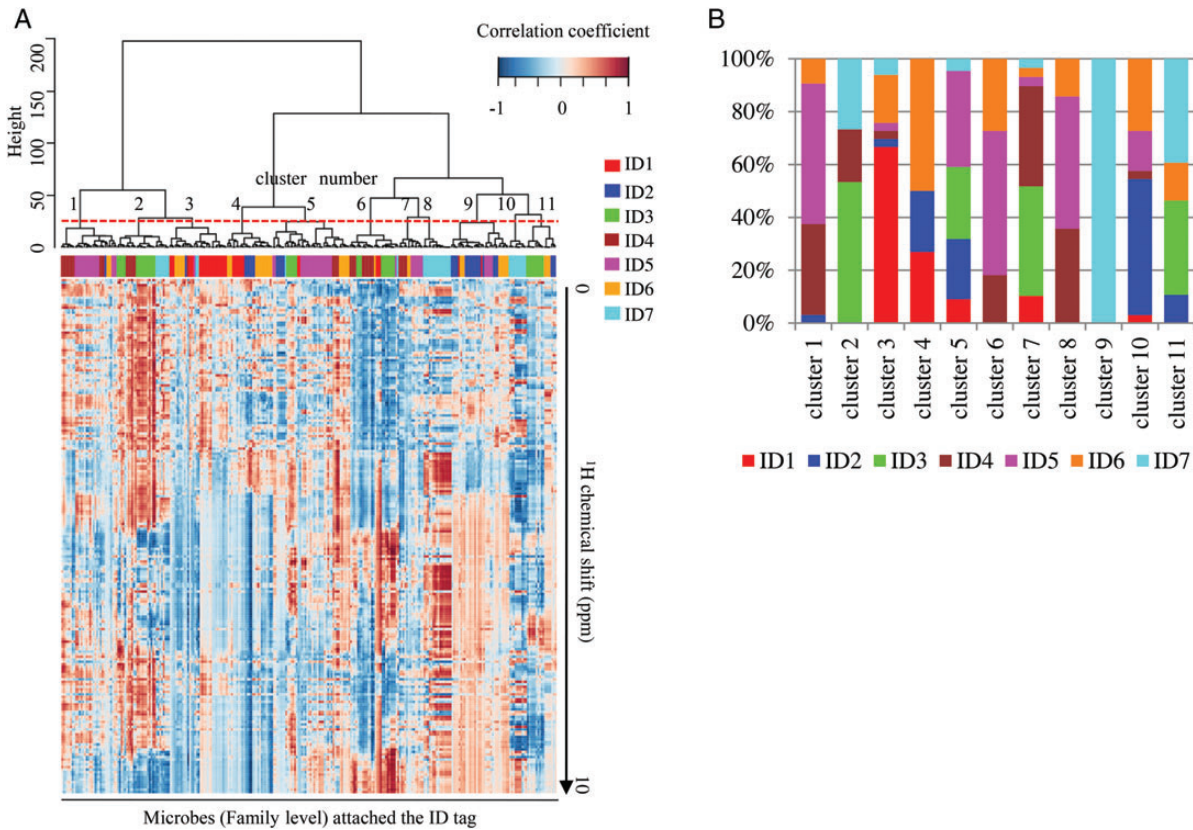 A
Correlation coefficient
-1 0 1
Height
200
150
100
50
0
cluster number
1 2 3 4 5 6 7 8 9 10 11
ID1
ID2
ID3
ID4
ID5
ID6
ID7
0
¹H chemical shift (ppm)
10
Microbes (Family level) attached the ID tag
B
100%
80%
60%
40%
20%
0%
cluster 1
cluster 2
cluster 3
cluster 4
cluster 5
cluster 6
cluster 7
cluster 8
cluster 9
cluster 10
cluster 11
ID1 ID2 ID3 ID4 ID5 ID6 ID7